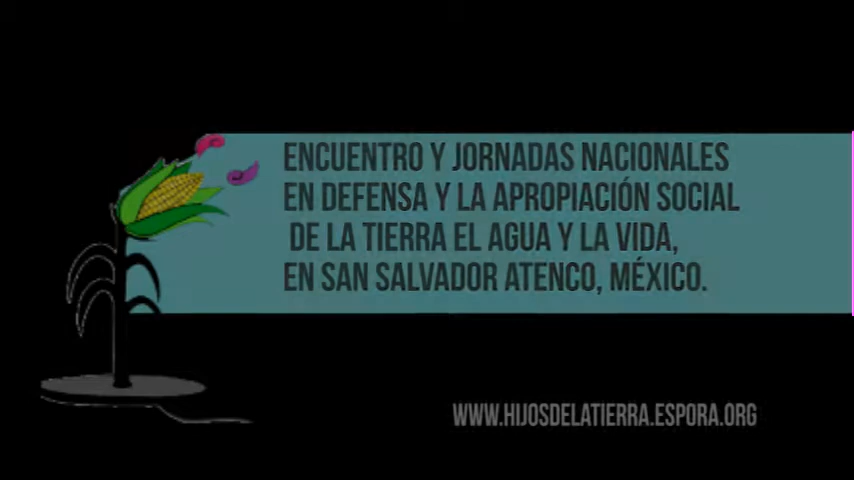 ENCUENTRO Y JORNADAS NACIONALES
EN DEFENSA Y LA APROPIACIÓN SOCIAL
DE LA TIERRA EL AGUA Y LA VIDA,
EN SAN SALVADOR ATENCO, MÉXICO.
WWW.HIJOSDELATIERRA.ESPORA.ORG